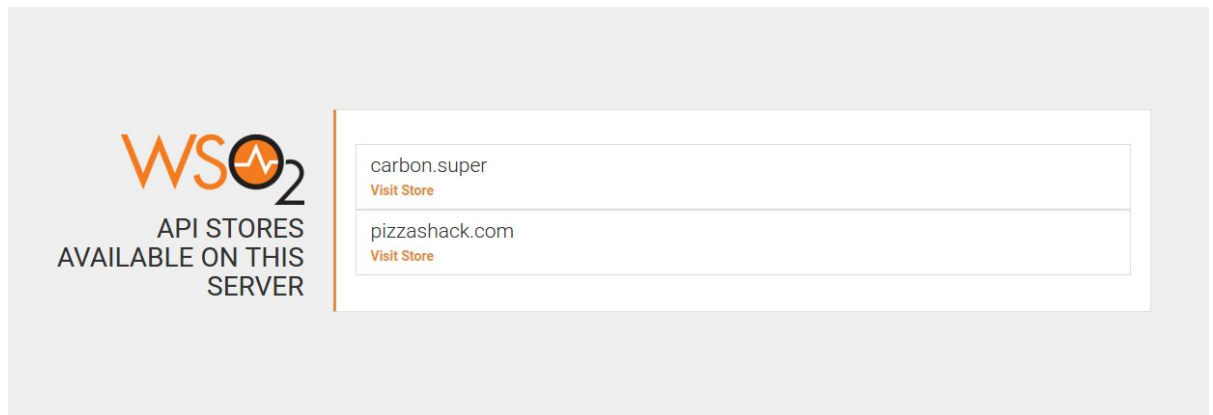 WSO2
API STORES
AVAILABLE ON THIS
SERVER
carbon.super
Visit Store
pizzashack.com
Visit Store